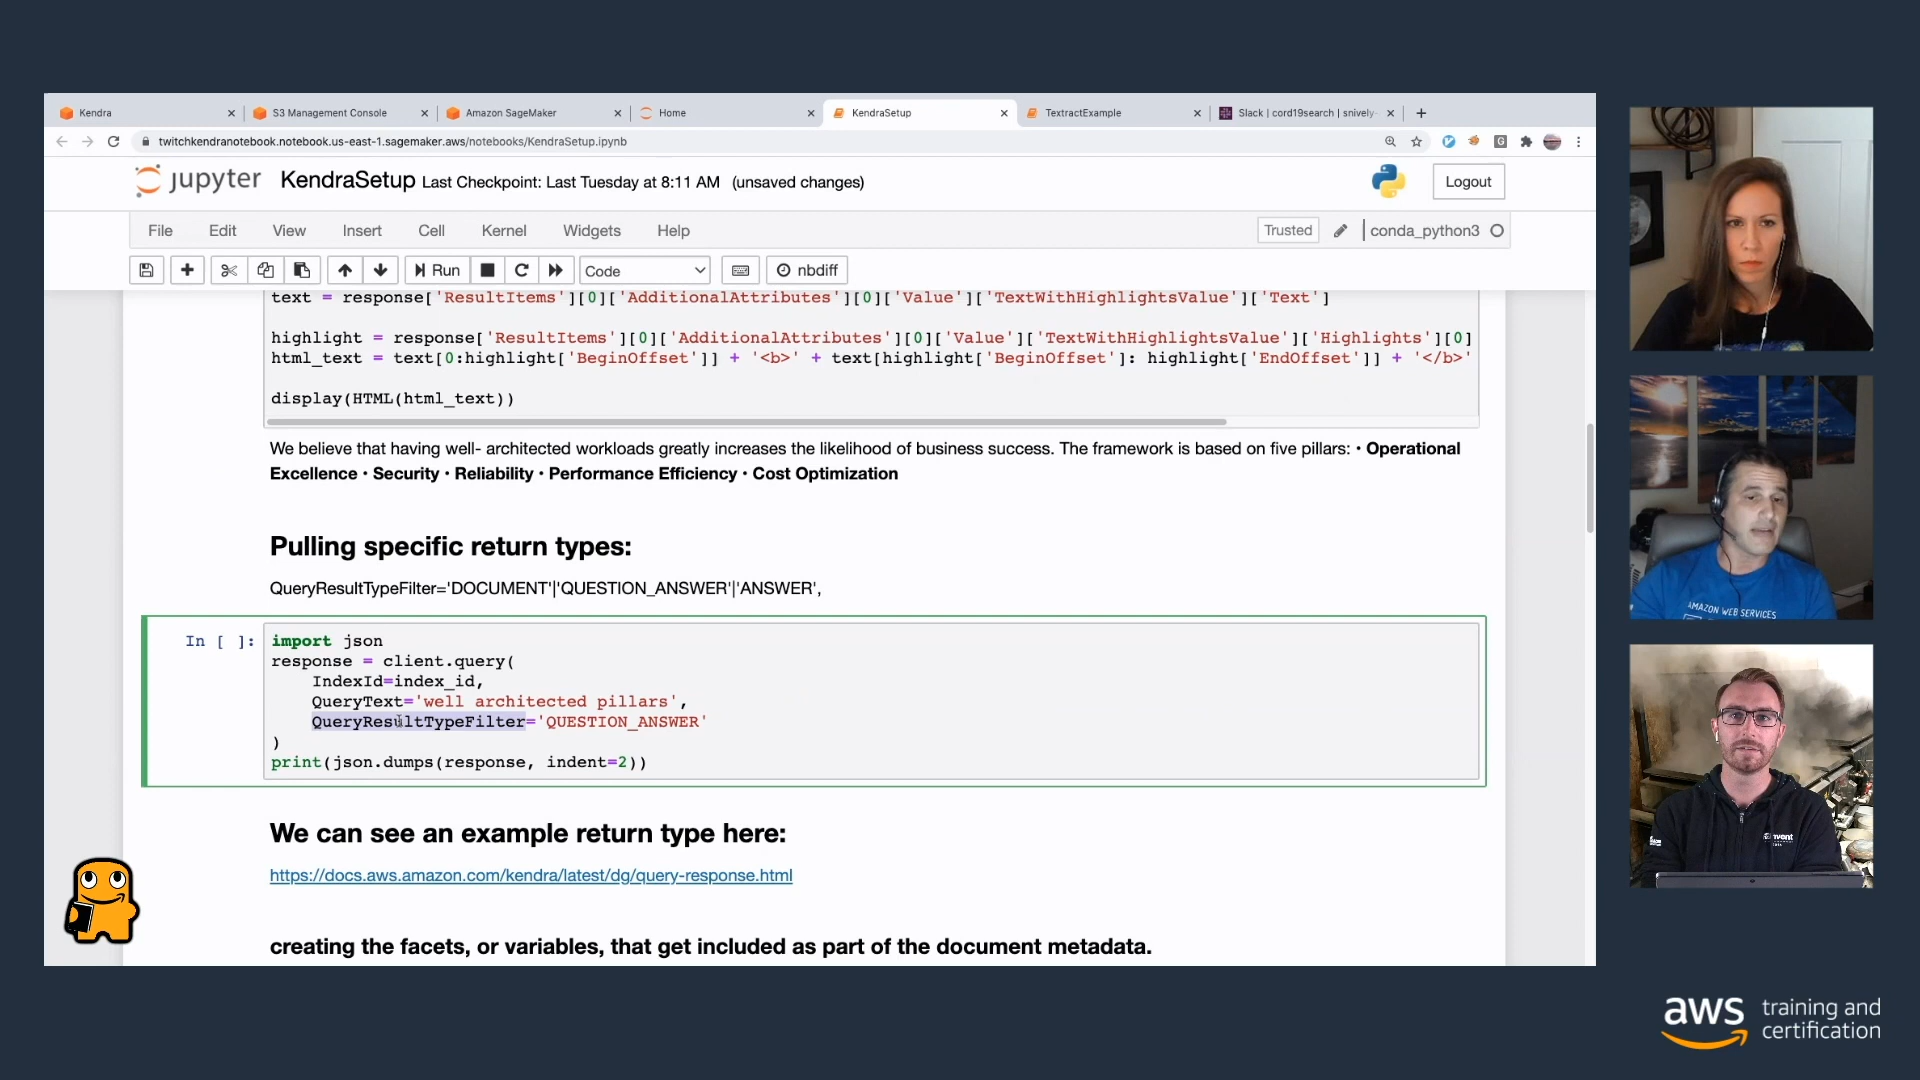 Kendra
S3 Management Console
Amazon SageMaker
Home
KendraSetup
TextractExample
Slack | cord19search | snively-
twitchkendranotebook.notebook.us-east-1.sagemaker.aws/notebooks/KendraSetup.ipynb
jupyter KendraSetup Last Checkpoint: Last Tuesday at 8:11 AM (unsaved changes)
Logout
File Edit View Insert Cell Kernel Widgets Help
Trusted
conda_python3
Run
Code
nbdiff
text = response['ResultItems'][0]['AdditionalAttributes'][0]['Value']['TextWithHighlightsValue']['Text']
highlight = response['ResultItems'][0]['AdditionalAttributes'][0]['Value']['TextWithHighlightsValue']['Highlights'][0]
html_text = text[0:highlight['BeginOffset']] + '<b>' + text[highlight['BeginOffset']: highlight['EndOffset']] + '</b>'
display(HTML(html_text))
We believe that having well- architected workloads greatly increases the likelihood of business success. The framework is based on five pillars: • Operational
Excellence • Security • Reliability • Performance Efficiency • Cost Optimization
Pulling specific return types:
QueryResultTypeFilter='DOCUMENT'|'QUESTION_ANSWER'|'ANSWER',
In [ ]:
import json
response = client.query(
IndexId=index_id,
QueryText='well architected pillars',
QueryResultTypeFilter='QUESTION_ANSWER'
)
print(json.dumps(response, indent=2))
We can see an example return type here:
https://docs.aws.amazon.com/kendra/latest/dg/query-response.html
creating the facets, or variables, that get included as part of the document metadata.
AMAZON WEB SERVICES
aws training and
certification